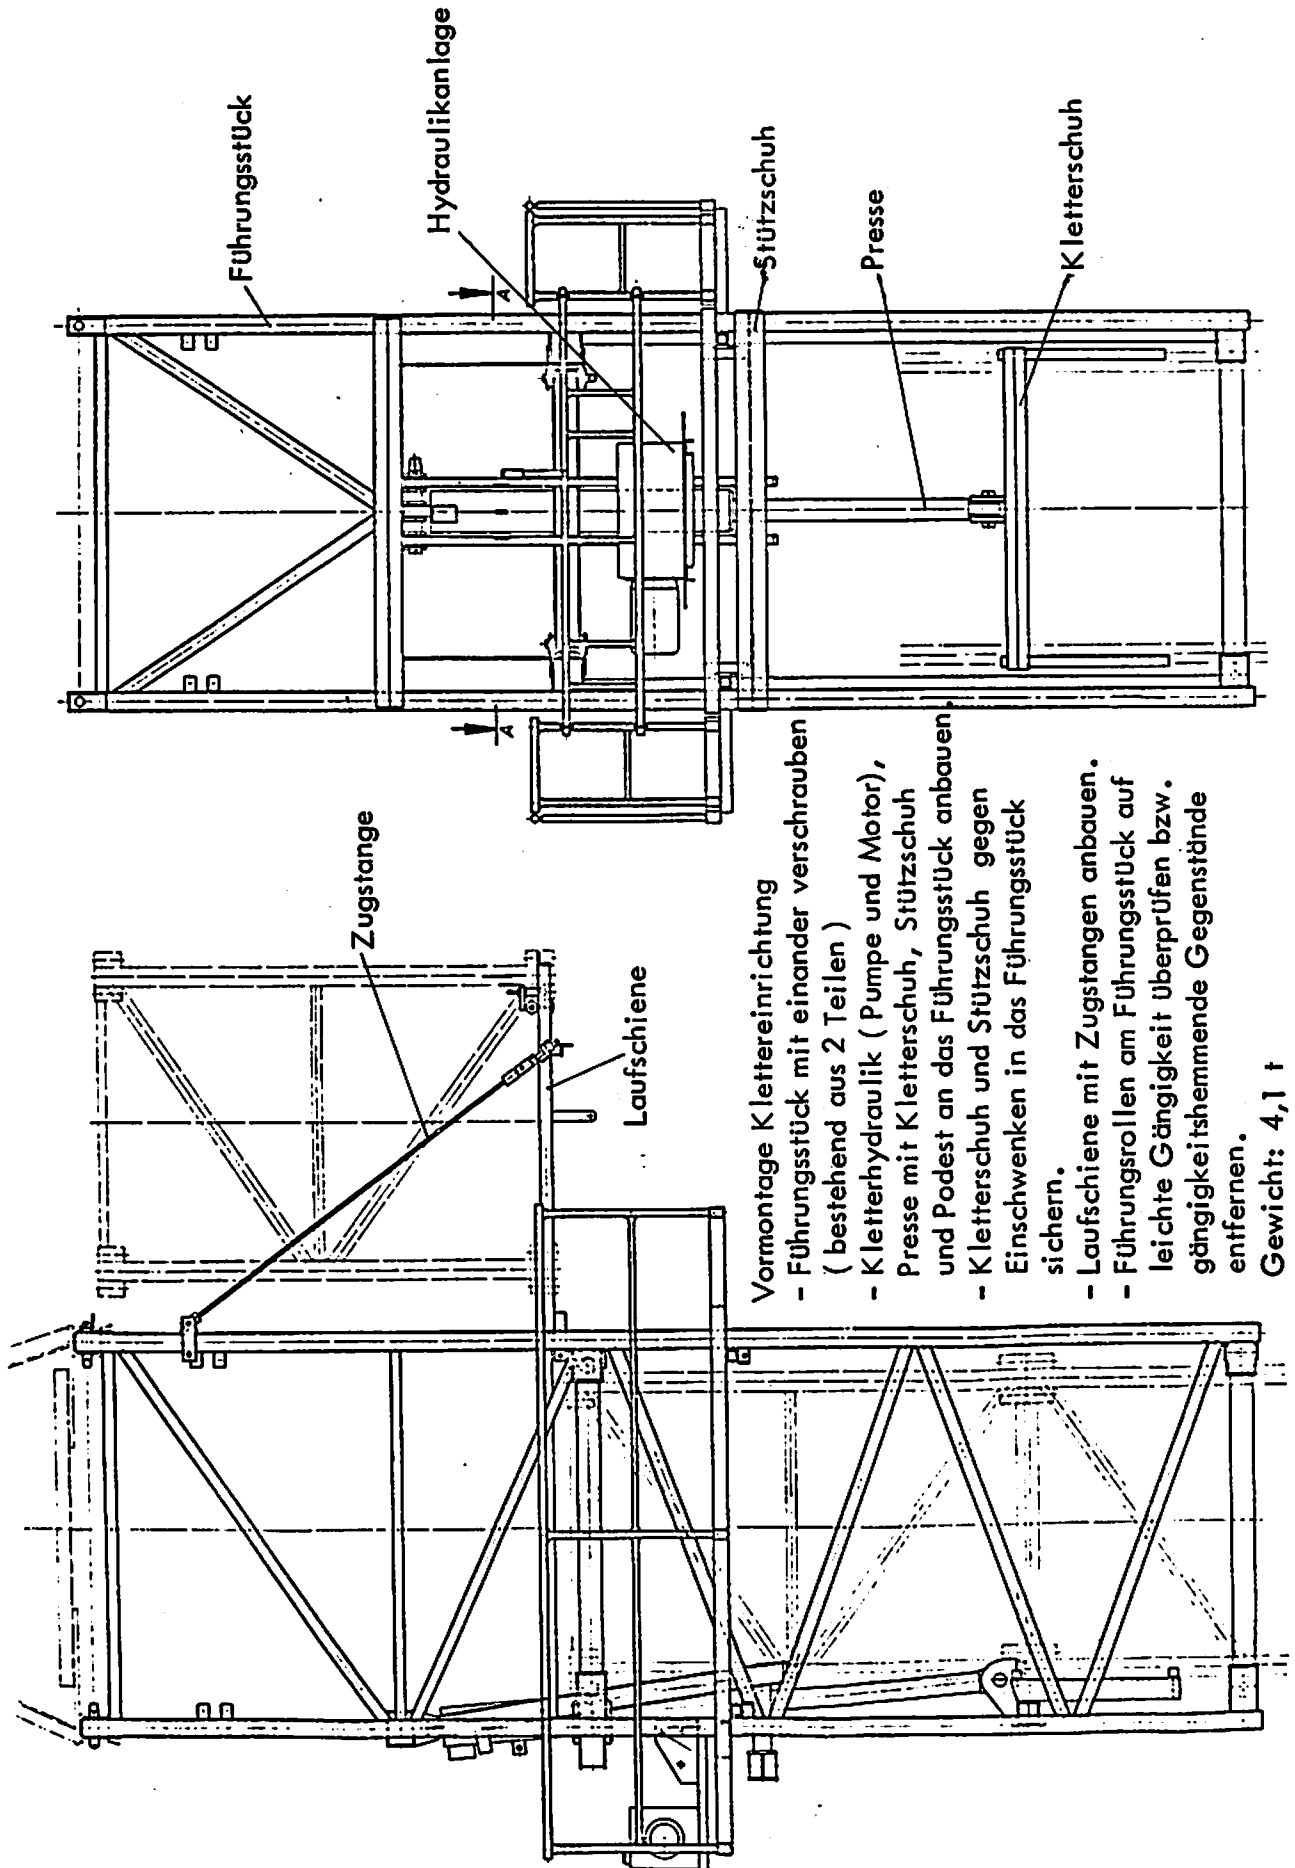 Führungsstück
Hydraulikanlage
A
A
Stützschuh
Presse
Kletterschuh
Zugstange
Laufschiene
Vormontage Klettereinrichtung
- Führungsstück mit einander verschrauben
( bestehend aus 2 Teilen )
- Kletterhydraulik ( Pumpe und Motor),
Presse mit Kletterschuh, Stützschuh
und Podest an das Führungsstück anbauen.
- Kletterschuh und Stützschuh gegen
Einschwenken in das Führungsstück
sichern.
- Laufschiene mit Zugstangen anbauen.
- Führungsrollen am Führungsstück auf
leichte Gängigkeit überprüfen bzw.
gängigkeitshemmende Gegenstände
entfernen.
Gewicht: 4,1 t